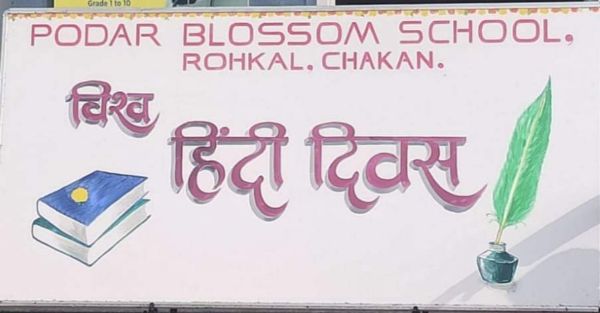 Grade 1 to 10
PODAR BLOSSOM SCHOOL,
ROHKAL, CHAKAN.
विश्व
हिंदी दिवस